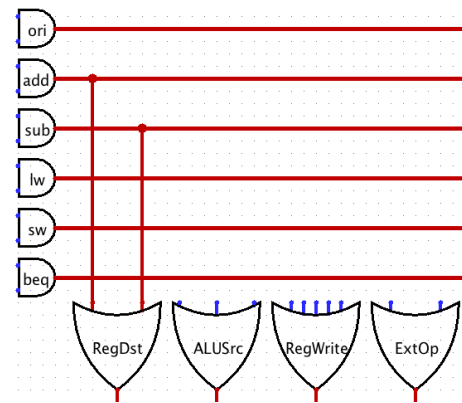 ori
add
sub
lw
sw
beq
RegDst ALUSrc RegWrite ExtOp